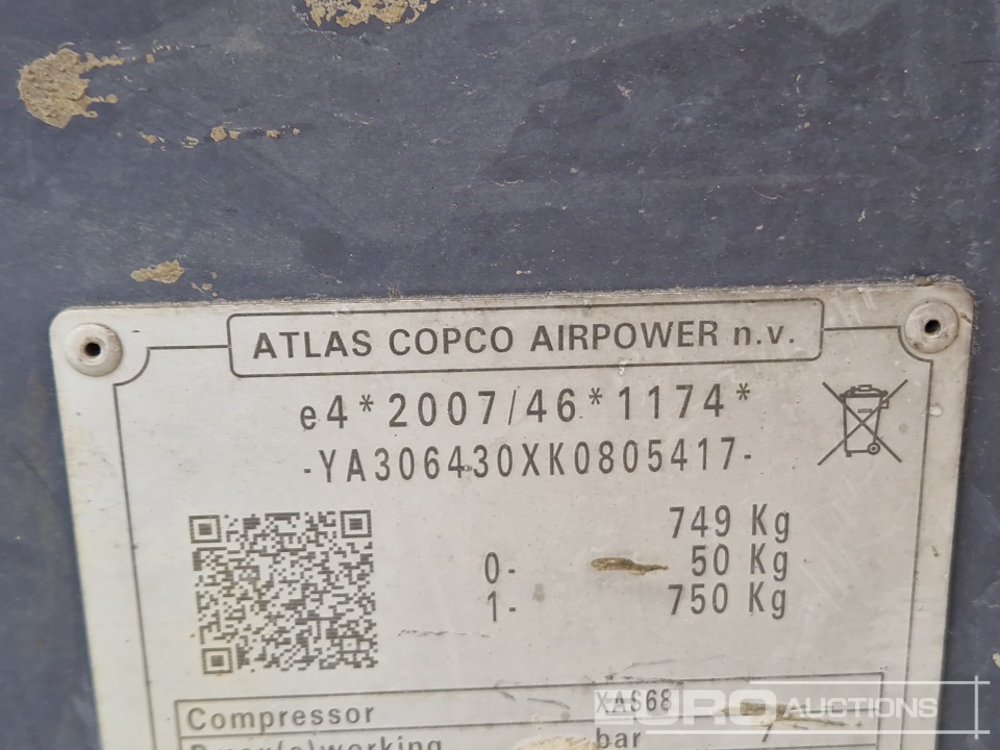 ATLAS COPCO AIRPOWER n.v.
e4*2007/46*1174*
-YA306430XK0805417-
749 Kg
0- 50 Kg
1- 750 Kg
Compressor XAS68
bar 7
EURO AUCTIONS